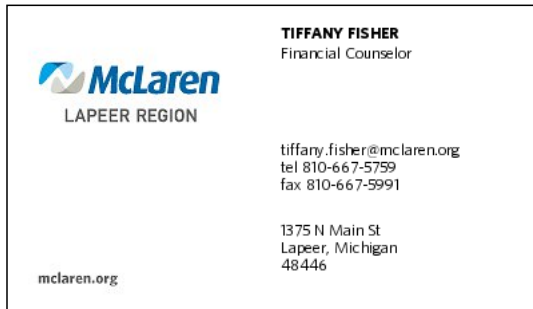 McLaren
LAPEER REGION
mclaren.org
TIFFANY FISHER
Financial Counselor
tiffany.fisher@mclaren.org
tel 810-667-5759
fax 810-667-5991
1375 N Main St
Lapeer, Michigan
48446